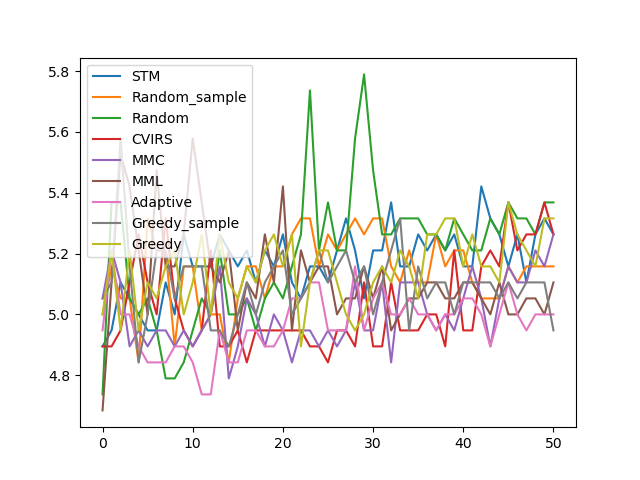 5.8
5.6
5.4
5.2
5.0
4.8
STM
Random_sample
Random
CVIRS
MMC
MML
Adaptive
Greedy_sample
Greedy
0
10
20
30
40
50